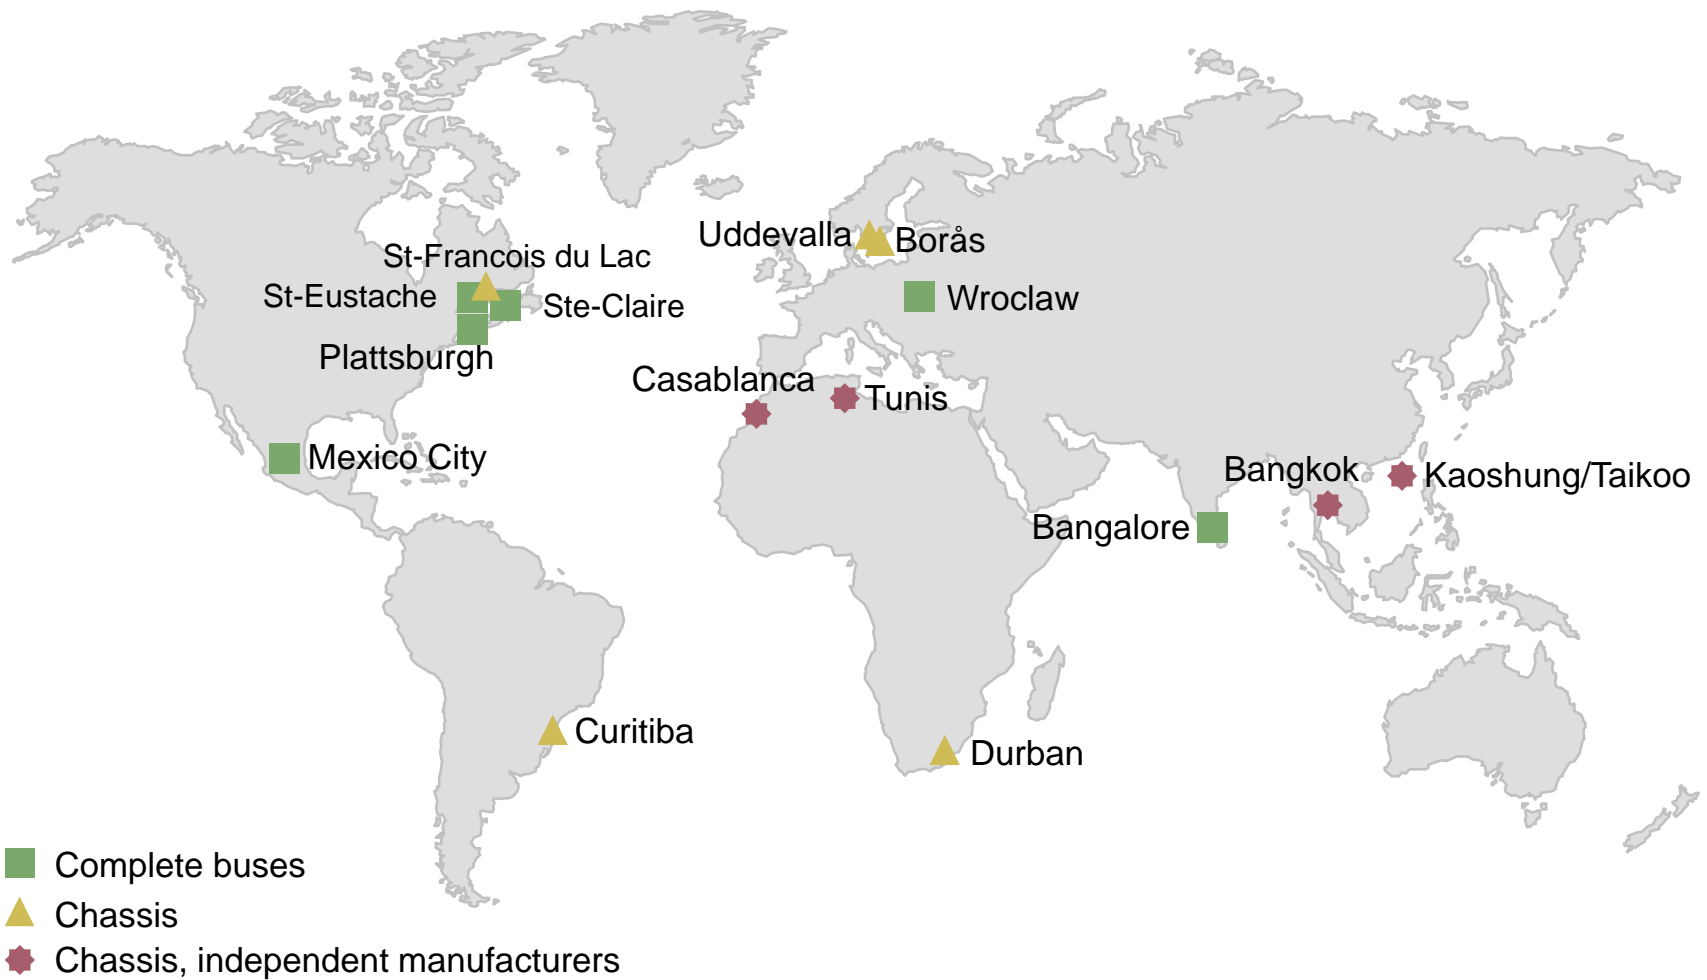 Uddevalla
Borås
St-Francois du Lac
St-Eustache
Ste-Claire
Wroclaw
Plattsburgh
Casablanca
Tunis
Mexico City
Bangkok
Kaoshung/Taikoo
Bangalore
Curitiba
Durban
Complete buses
Chassis
Chassis, independent manufacturers